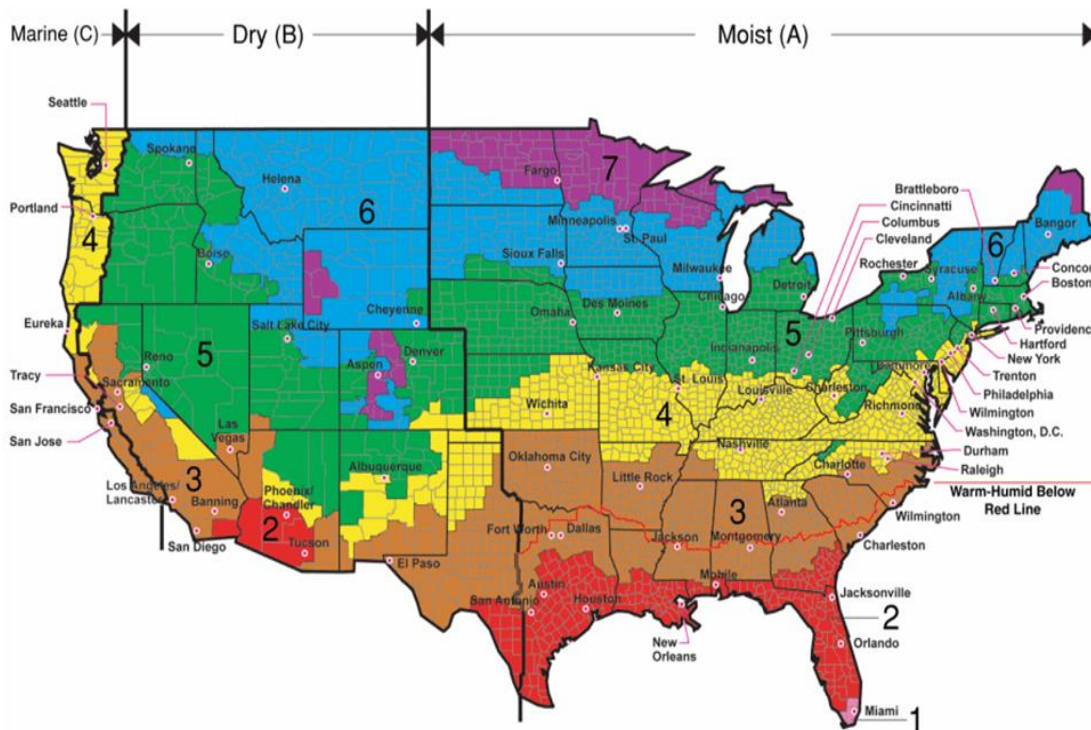 Marine (C)
Dry (B)
Moist (A)
Seattle
Spokane
Helena
Fargo
7
Brattleboro
Cincinnatti
Columbus
Cleveland
Portland
4
6
Minneapolis
St. Paul
Bangor
6
Boise
Sioux Falls
Milwaukee
Rochester
Syracuse
Concor
Boston
Albany
Detroit
Cheyenne
Chicago
Des Moines
Omaha
Eureka
Salt Lake City
5
Pittsburgh
Providenc
Hartford
New York
Reno
5
Aspen
Denver
Indianapolis
Trenton
Tracy
Sacramento
Kansas City
St. Louis
Louisville
Charleston
Baltimore
Philadelphia
San Francisco
Wichita
4
Richmond
Wilmington
San Jose
Las
Vegas
Washington, D.C.
Nashville
Durham
Albuquerque
Oklahoma City
Raleigh
3
Little Rock
Charlotte
Los Angeles/
Lancaster
Banning
Phoenix/
Chandler
2
Atlanta
3
Warm-Humid Below
Red Line
Wilmington
Tucson
Fort Worth
Dallas
Jackson
Montgomery
San Diego
El Paso
Charleston
Austin
Mobile
San Antonio
Houston
Jacksonville
2
New
Orleans
Orlando
Miami
1